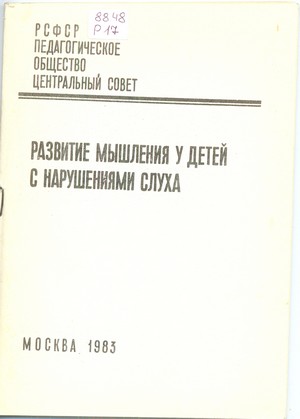 8848
Р17
РСФСР
ПЕДАГОГИЧЕСКОЕ
ОБЩЕСТВО
ЦЕНТРАЛЬНЫЙ СОВЕТ
РАЗВИТИЕ МЫШЛЕНИЯ У ДЕТЕЙ
С НАРУШЕНИЯМИ СЛУХА
МОСКВА 1983